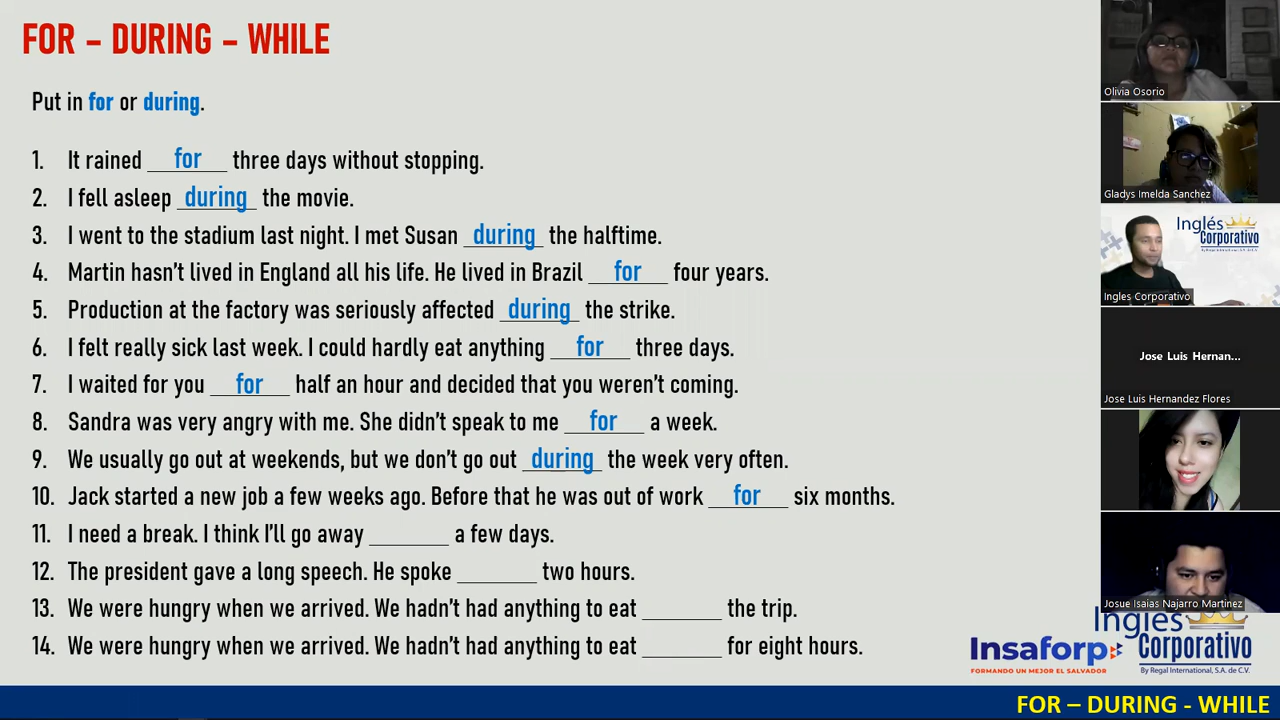 FOR - DURING - WHILE
Put in for or during.
1. It rained for three days without stopping.
2. I fell asleep during the movie.
3. I went to the stadium last night. I met Susan during the halftime.
4. Martin hasn't lived in England all his life. He lived in Brazil for four years.
5. Production at the factory was seriously affected during the strike.
6. I felt really sick last week. I could hardly eat anything for three days.
7. I waited for you for half an hour and decided that you weren't coming.
8. Sandra was very angry with me. She didn't speak to me for a week.
9. We usually go out at weekends, but we don't go out during the week very often.
10. Jack started a new job a few weeks ago. Before that he was out of work for six months.
11. I need a break. I think I'll go away _______ a few days.
12. The president gave a long speech. He spoke _______ two hours.
13. We were hungry when we arrived. We hadn't had anything to eat _______ the trip.
14. We were hungry when we arrived. We hadn't had anything to eat _______ for eight hours.
Olivia Osorio
Gladys Imelda Sanchez
Inglés
Corporativo
By Regal International, S.A. de C.V.
Ingles Corporativo
Jose Luis Hernan...
Jose Luis Hernandez Flores
Josue Isaias Najarro Martinez
Insaforp
FORMANDO UN MEJOR EL SALVADOR
Inglés
Corporativo
By Regal International, S.A. de C.V.
FOR – DURING - WHILE